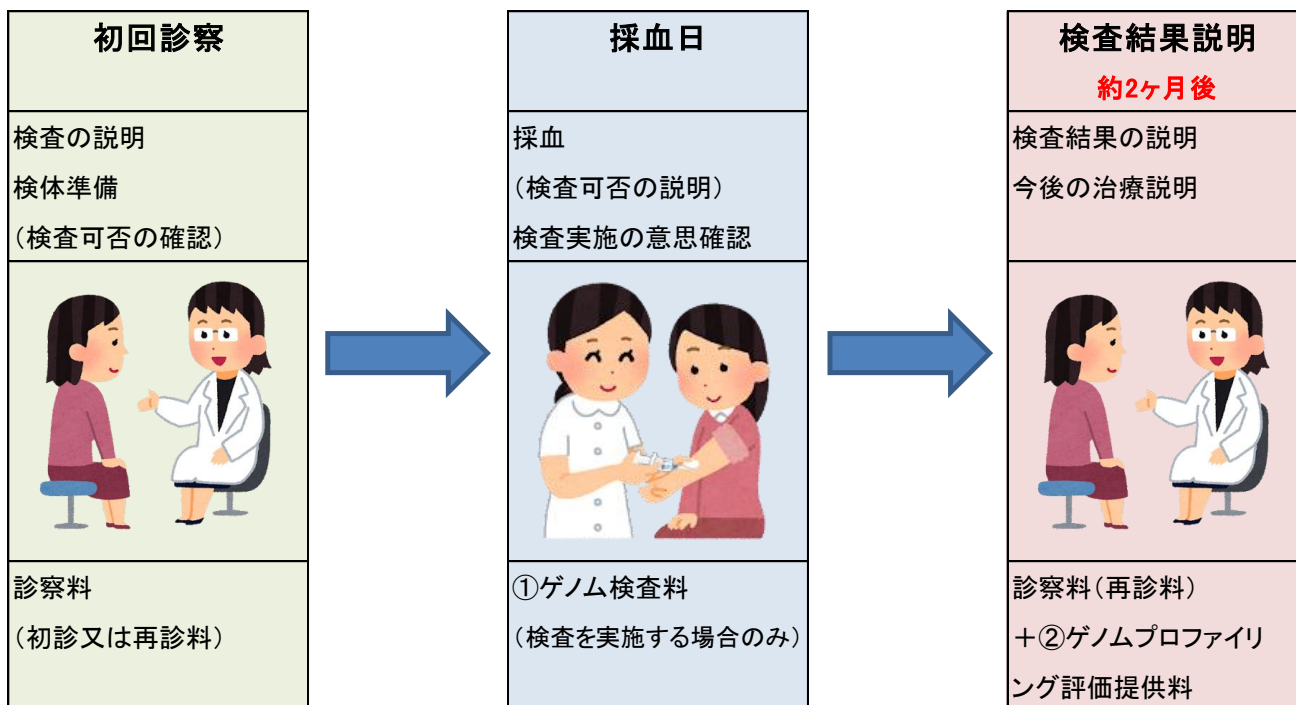 初回診察
検査の説明
検体準備
(検査可否の確認)
診察料
(初診又は再診料)
採血日
採血
(検査可否の説明)
検査実施の意思確認
①ゲノム検査料
(検査を実施する場合のみ)
検査結果説明
約2ヶ月後
検査結果の説明
今後の治療説明
診察料(再診料)
+②ゲノムプロファイリ
ング評価提供料